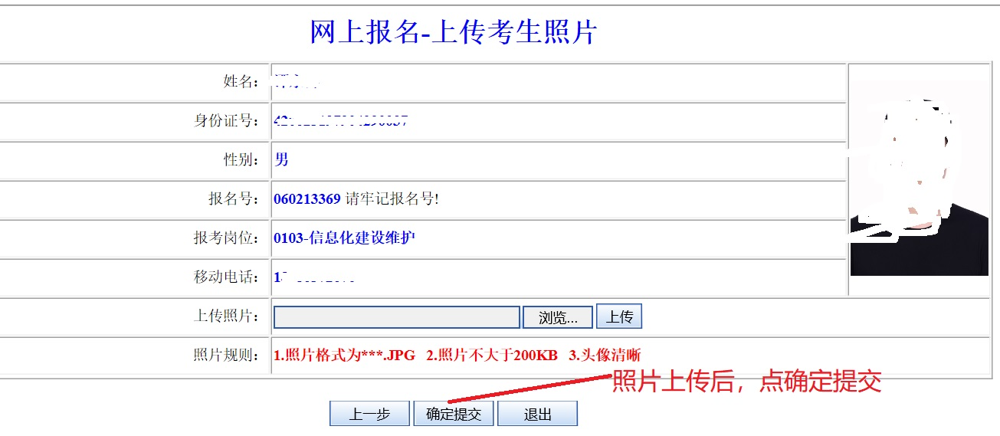 网上报名-上传考生照片
姓名:
身份证号:
性别: 男
报名号: 060213369 请牢记报名号!
报考岗位: 0103-信息化建设维护
移动电话: 1
上传照片: 浏览... 上传
照片规则: 1.照片格式为***.JPG 2.照片不大于200KB 3.头像清晰
照片上传后，点确定提交
上一步 确定提交 退出